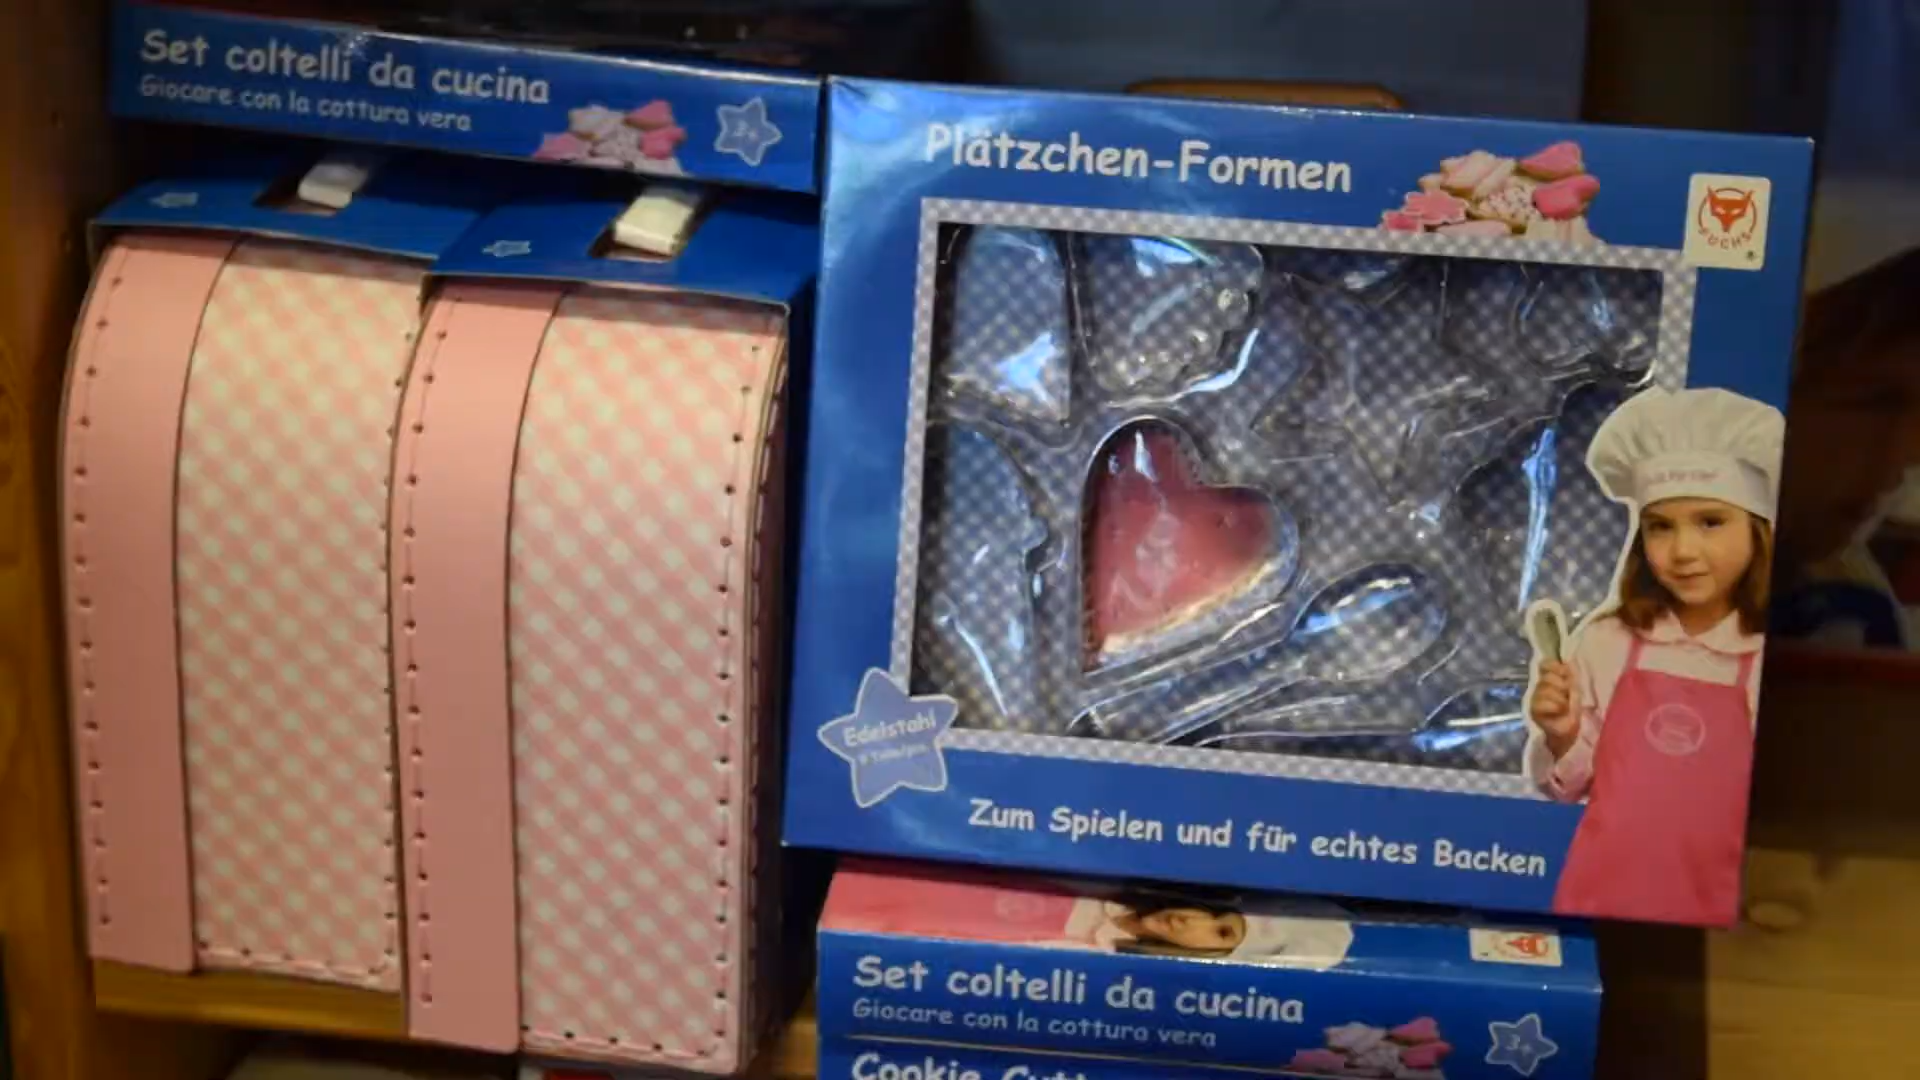 Set coltelli da cucina
Giocare con la cottura vera
3+
Plätzchen-Formen
FUCHS
Edelstahl
Zum Spielen und für echtes Backen
Set coltelli da cucina
Giocare con la cottura vera
3+
Cookie